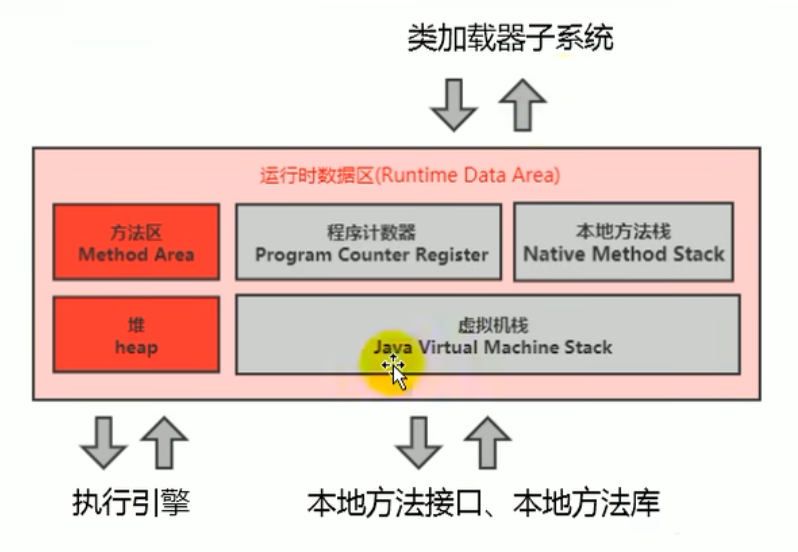 类加载器子系统
运行时数据区(Runtime Data Area)
方法区
Method Area
程序计数器
Program Counter Register
本地方法栈
Native Method Stack
堆
heap
虚拟机栈
Java Virtual Machine Stack
执行引擎
本地方法接口、本地方法库